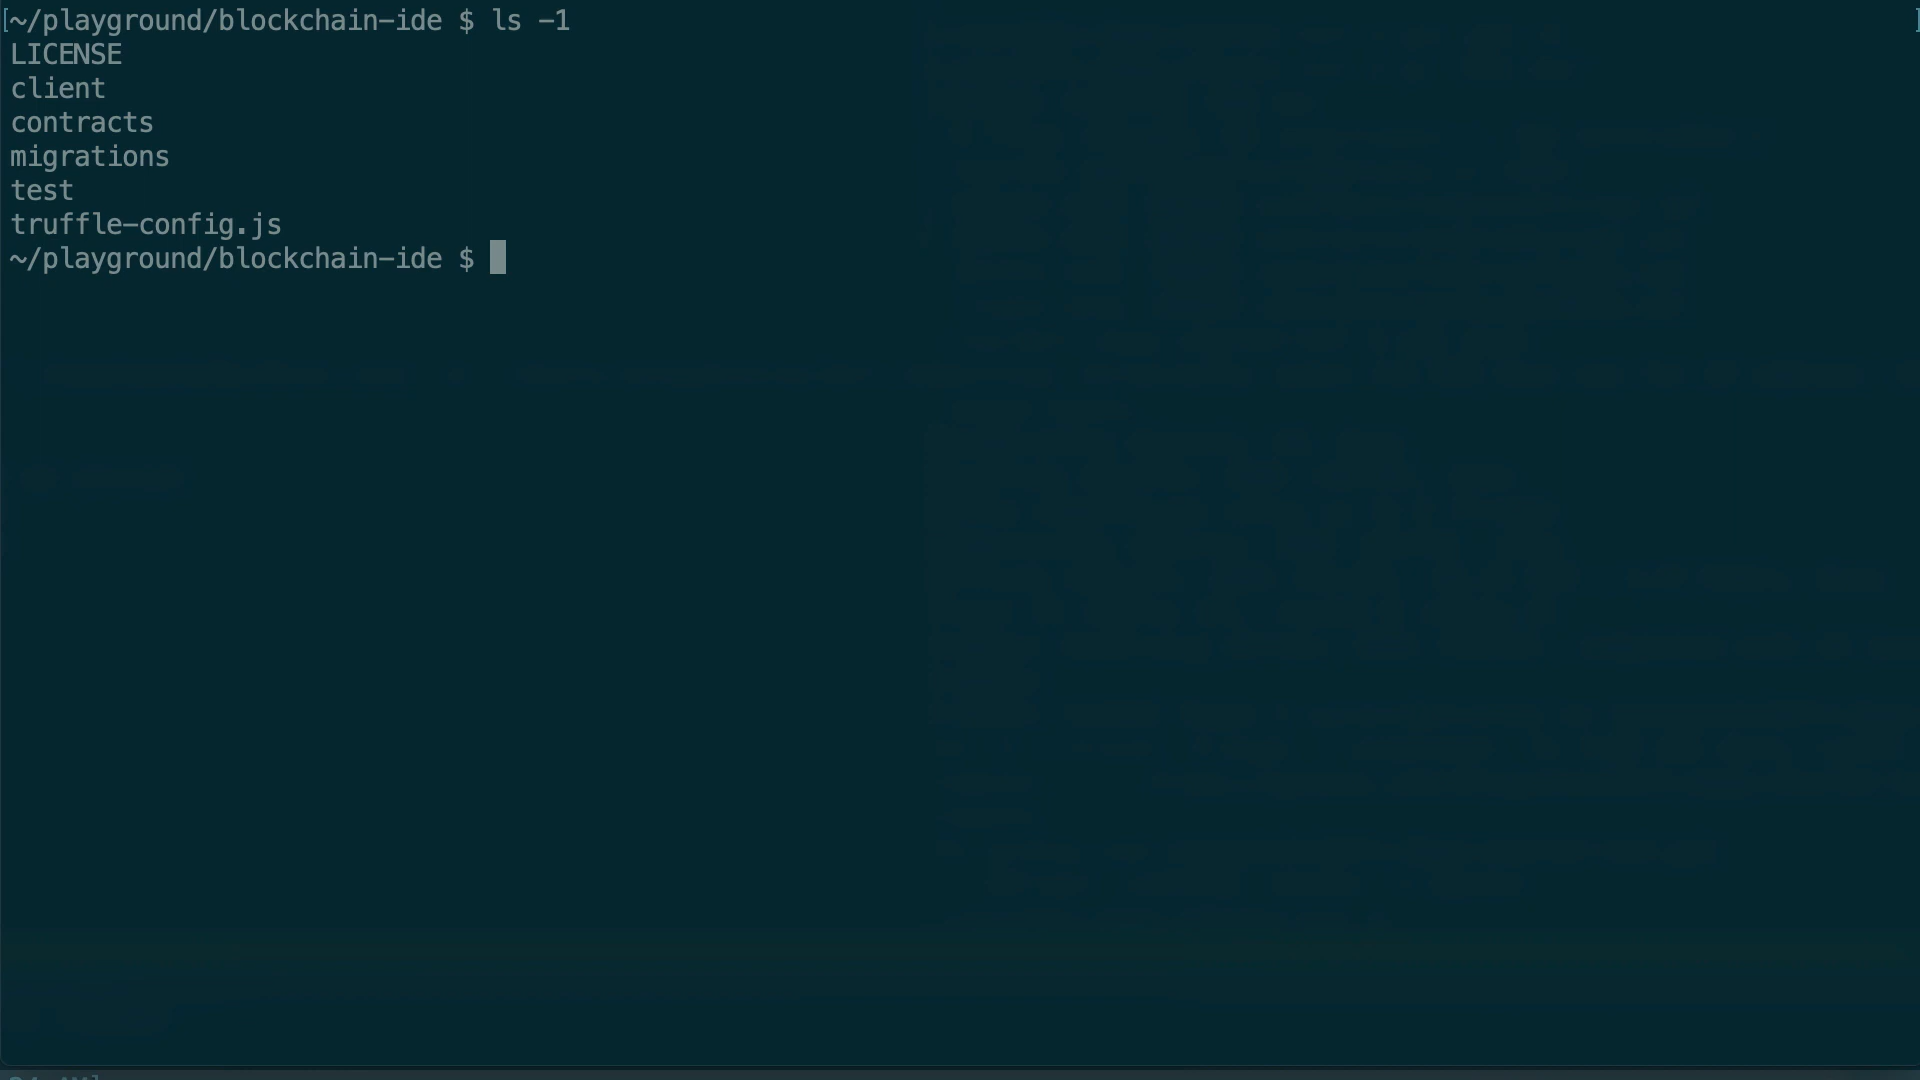 [~/playground/blockchain-ide $ ls -1 ]
LICENSE
client
contracts
migrations
test
truffle-config.js
~/playground/blockchain-ide $